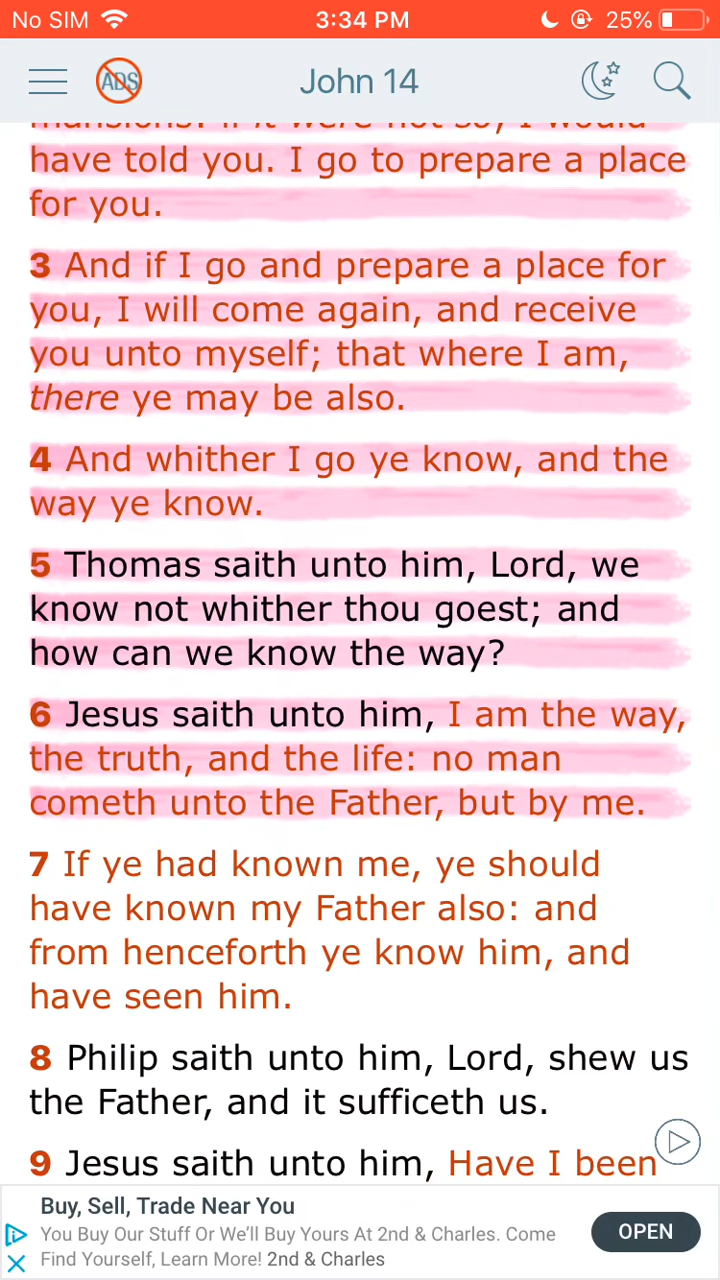 No SIM 3:34 PM 25%
ADS John 14
mansions: if it were not so, I would
have told you. I go to prepare a place
for you.
3 And if I go and prepare a place for
you, I will come again, and receive
you unto myself; that where I am,
there ye may be also.
4 And whither I go ye know, and the
way ye know.
5 Thomas saith unto him, Lord, we
know not whither thou goest; and
how can we know the way?
6 Jesus saith unto him, I am the way,
the truth, and the life: no man
cometh unto the Father, but by me.
7 If ye had known me, ye should
have known my Father also: and
from henceforth ye know him, and
have seen him.
8 Philip saith unto him, Lord, shew us
the Father, and it sufficeth us.
9 Jesus saith unto him, Have I been
Buy, Sell, Trade Near You
You Buy Our Stuff Or We'll Buy Yours At 2nd & Charles. Come
Find Yourself, Learn More! 2nd & Charles
OPEN